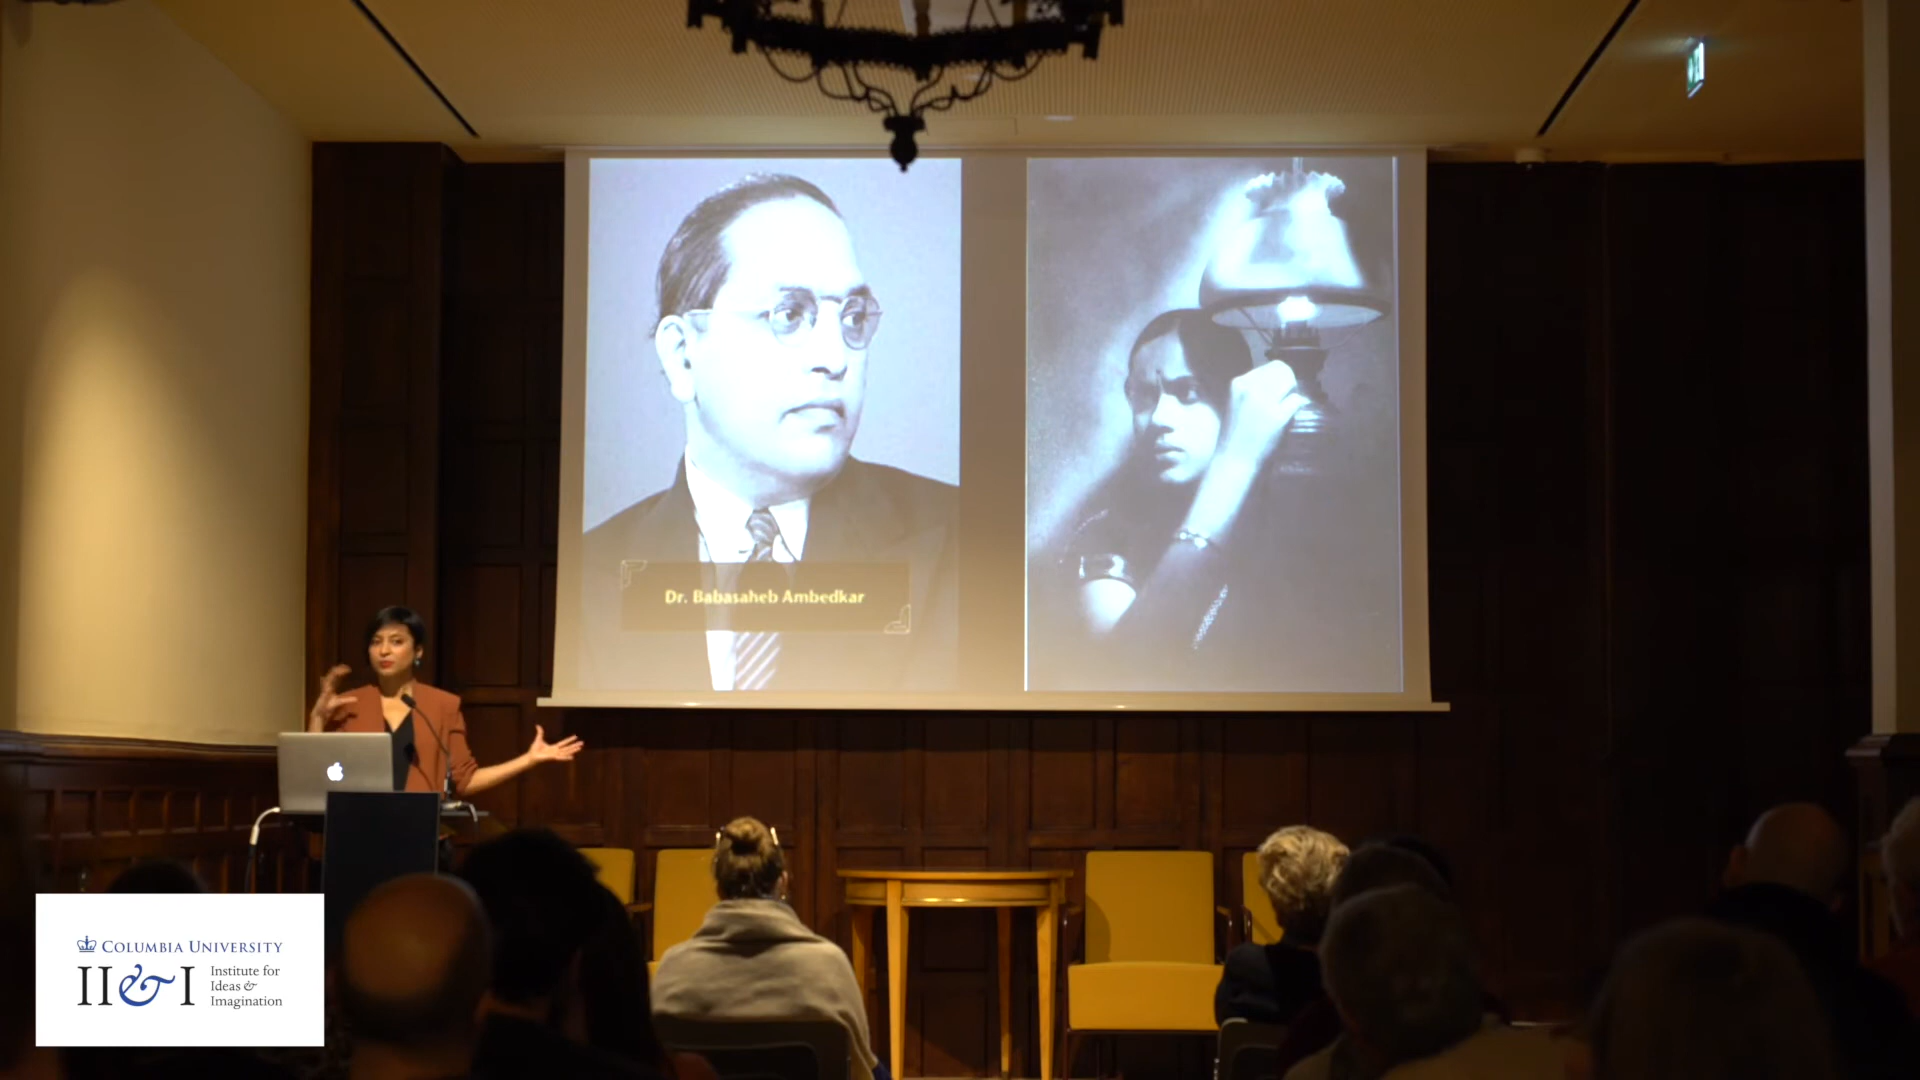 Dr. Babasaheb Ambedkar
COLUMBIA UNIVERSITY
II&I
Institute for
Ideas &
Imagination